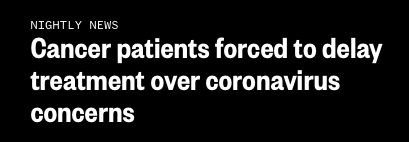 NIGHTLY NEWS
Cancer patients forced to delay
treatment over coronavirus
concerns